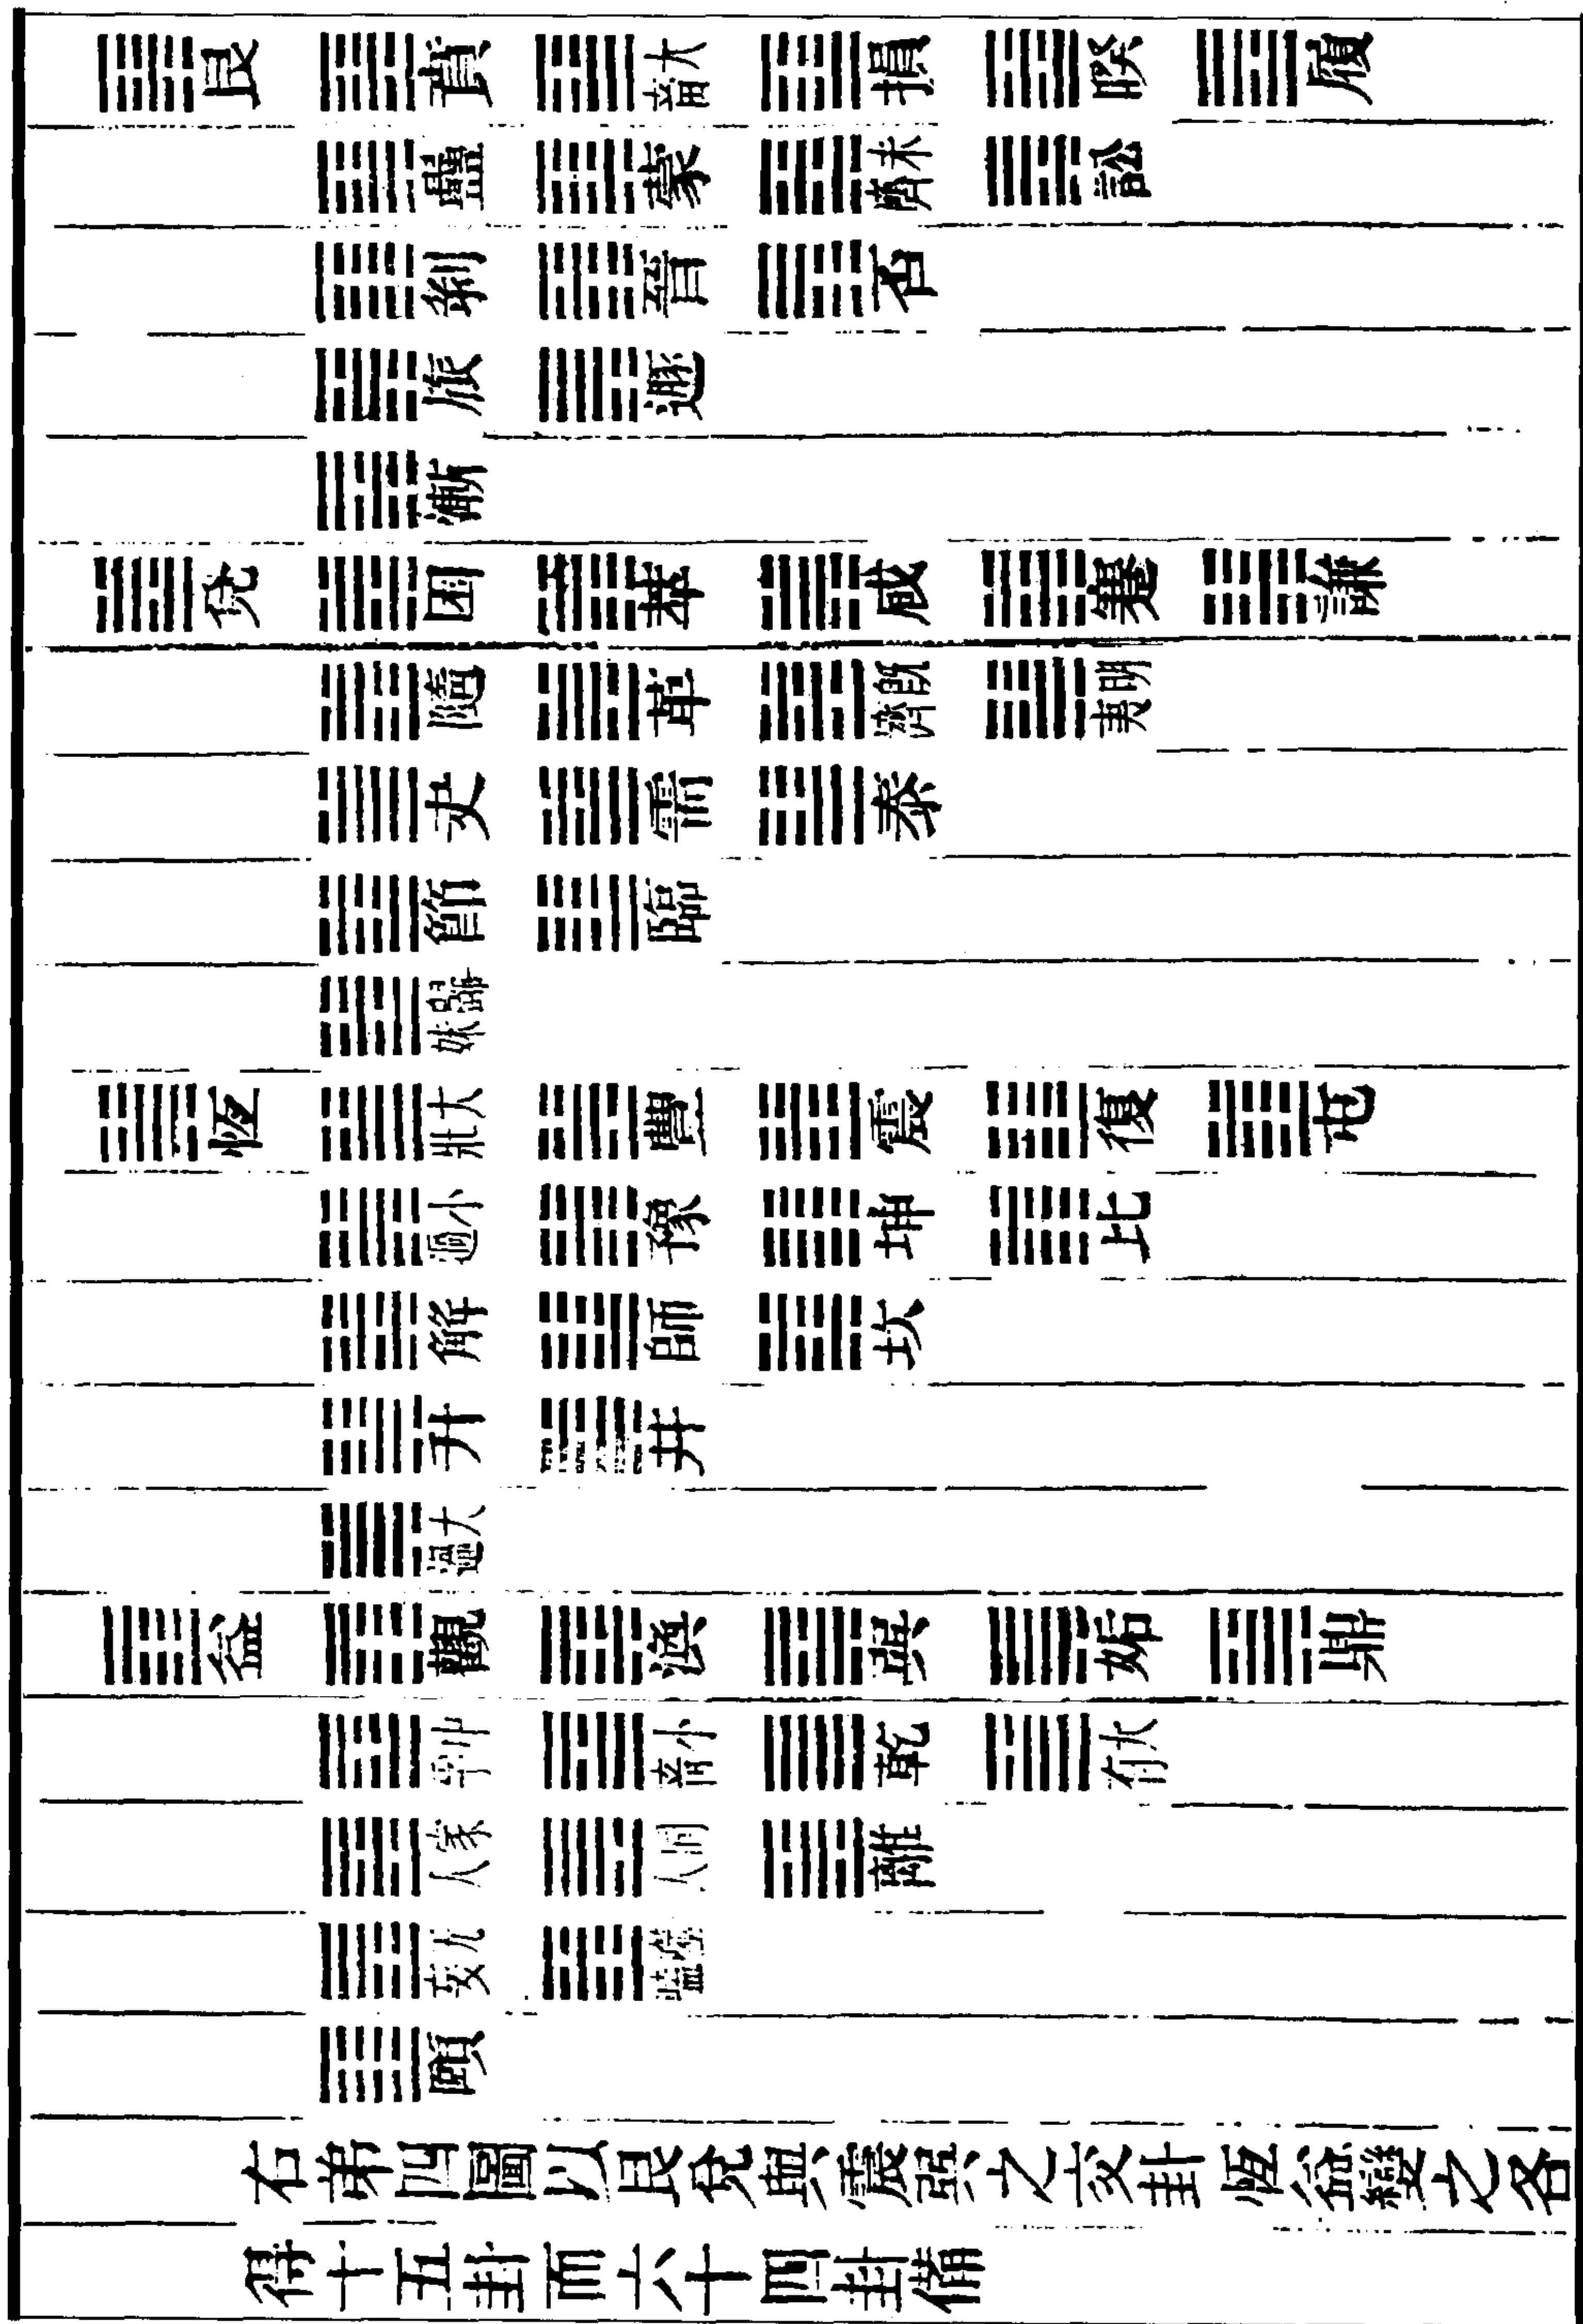 艮 賁 大畜 損 睽 履
蠱 蒙 未濟 訟
剝 晉 否
旅 遯
漸
兌 困 萃 咸 蹇 謙
隨 革 既濟 明夷
夬 需 泰
節 臨
歸妹
恆 大壯 豐 震 復 屯
小過 豫 坤 比
解 師 坎
升 井
大過
益 觀 渙 巽 姤 鼎
中孚 小畜 乾 大有
家人 同人 離
无妄 噬嗑
頤
右弟四圖以艮兌與震巽之交卦恆益變之各
得十五卦而六十四卦備